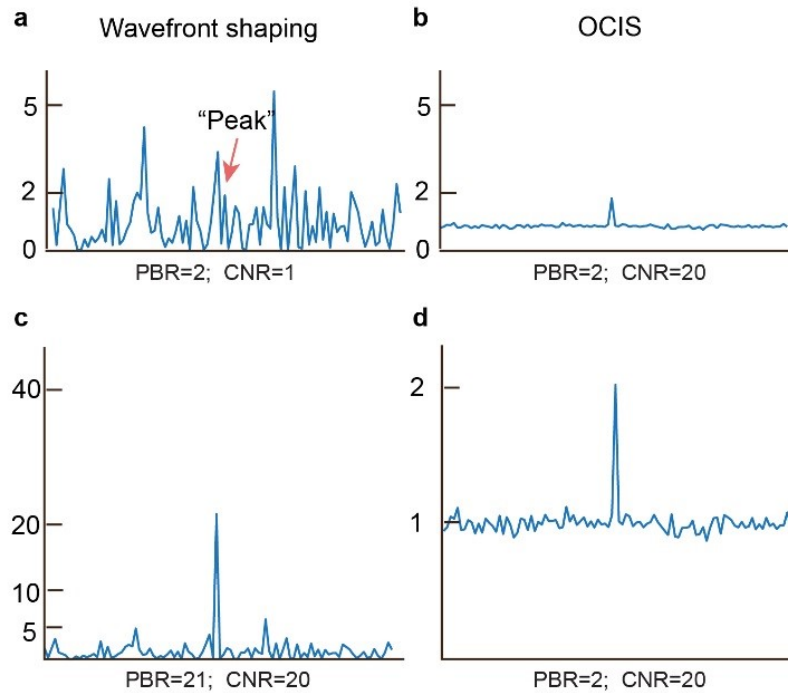 a
Wavefront shaping
b
OCIS
5
2
0
“Peak”
PBR=2; CNR=1
5
2
0
PBR=2; CNR=20
c
40
20
10
5
PBR=21; CNR=20
d
2
1
PBR=2; CNR=20